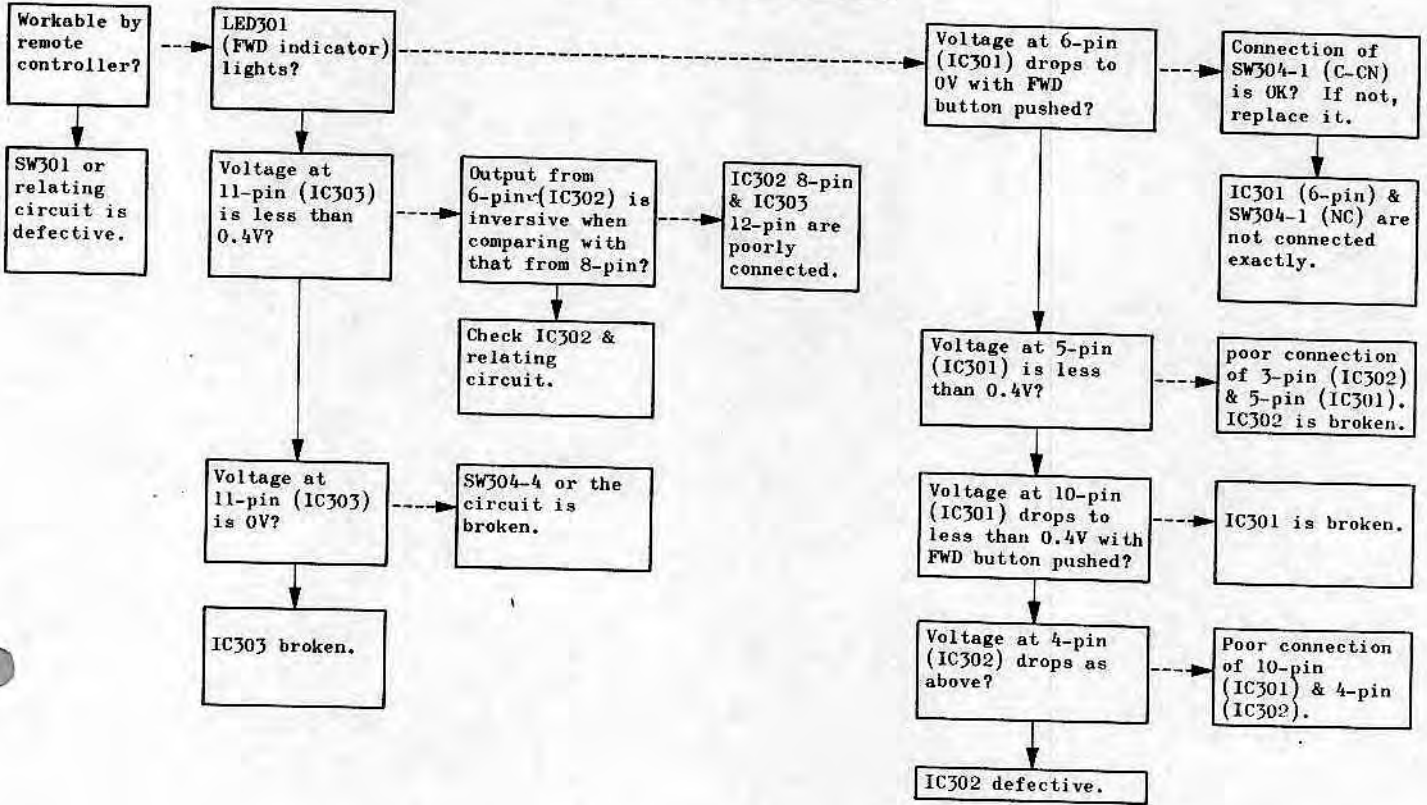 Workable by
remote
controller?
LED301
(FWD indicator)
lights?
Voltage at 6-pin
(IC301) drops to
0V with FWD
button pushed?
Connection of
SW304-1 (C-CN)
is OK? If not,
replace it.
SW301 or
relating
circuit is
defective.
Voltage at
11-pin (IC303)
is less than
0.4V?
Output from
6-pin (IC302) is
inversive when
comparing with
that from 8-pin?
IC302 8-pin
& IC303
12-pin are
poorly
connected.
IC301 (6-pin) &
SW304-1 (NC) are
not connected
exactly.
Check IC302 &
relating
circuit.
Voltage at 5-pin
(IC301) is less
than 0.4V?
poor connection
of 3-pin (IC302)
& 5-pin (IC301).
IC302 is broken.
Voltage at
11-pin (IC303)
is 0V?
SW304-4 or the
circuit is
broken.
Voltage at 10-pin
(IC301) drops to
less than 0.4V with
FWD button pushed?
IC301 is broken.
IC303 broken.
Voltage at 4-pin
(IC302) drops as
above?
Poor connection
of 10-pin
(IC301) & 4-pin
(IC302).
IC302 defective.